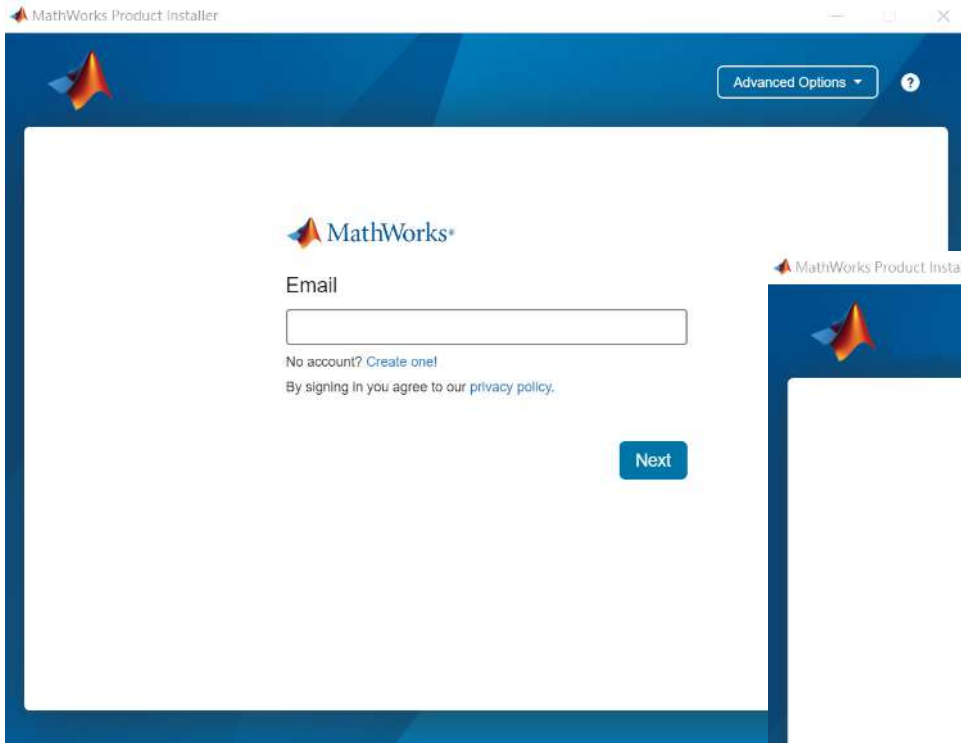 MathWorks Product Installer
Advanced Options
?
MathWorks®
Email
No account? Create one!
By signing in you agree to our privacy policy.
Next
MathWorks Product Insta